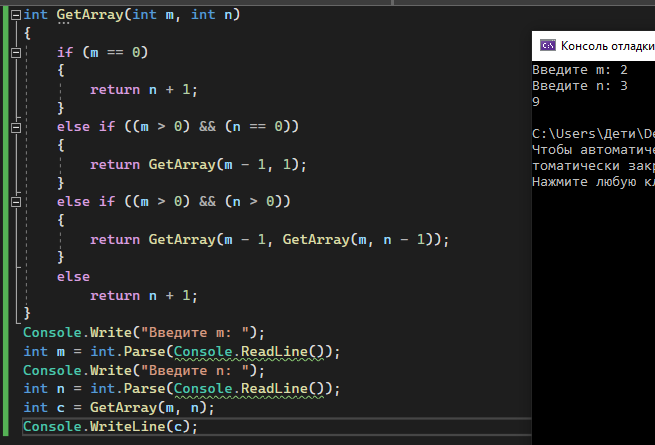 int GetArray(int m, int n)
{
if (m == 0)
{
return n + 1;
}
else if ((m > 0) && (n == 0))
{
return GetArray(m - 1, 1);
}
else if ((m > 0) && (n > 0))
{
return GetArray(m - 1, GetArray(m, n - 1));
}
else
return n + 1;
}
Console.Write("Введите m: ");
int m = int.Parse(Console.ReadLine());
Console.Write("Введите n: ");
int n = int.Parse(Console.ReadLine());
int c = GetArray(m, n);
Console.WriteLine(c);
Консоль отладки
Введите m: 2
Введите n: 3
9
C:\Users\Дети\De
Чтобы автоматиче
томатически закр
Нажмите любую кл